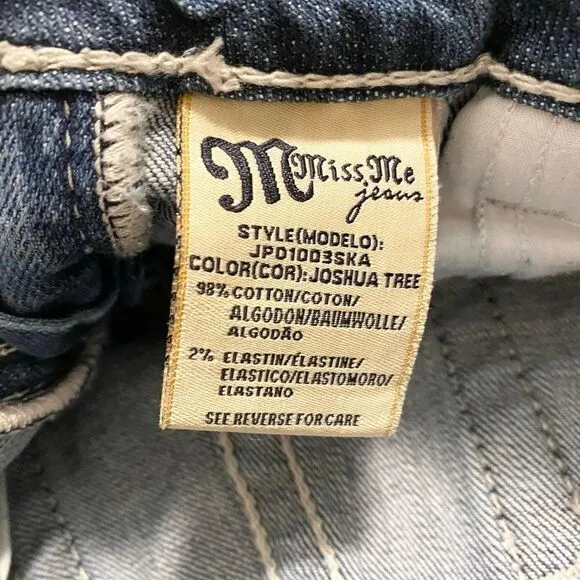 M Miss Me
jeans
STYLE(MODELO):
JPD1003SKA
COLOR(COR): JOSHUA TREE
98% COTTON/COTON/
ALGODON/BAUMWOLLE/
ALGODÃO
2% ELASTIN/ÉLASTINE/
ELASTICO/ELASTOMORO/
ELASTANO
SEE REVERSE FOR CARE